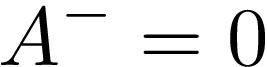 A⁻ = 0